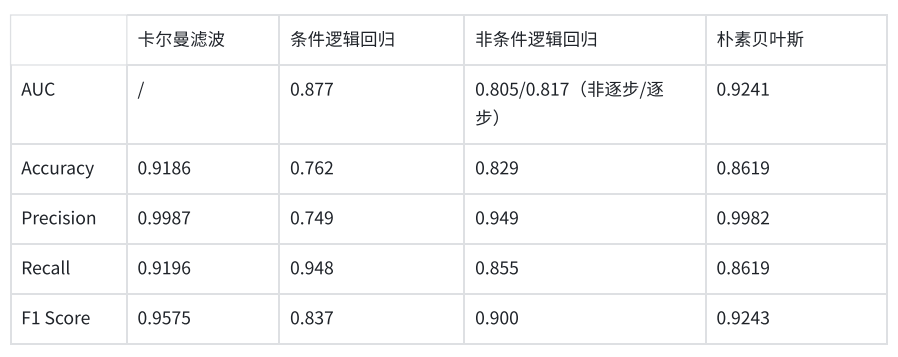 卡尔曼滤波 条件逻辑回归 非条件逻辑回归 朴素贝叶斯
AUC / 0.877 0.805/0.817（非逐步/逐 0.9241
步）
Accuracy 0.9186 0.762 0.829 0.8619
Precision 0.9987 0.749 0.949 0.9982
Recall 0.9196 0.948 0.855 0.8619
F1 Score 0.9575 0.837 0.900 0.9243